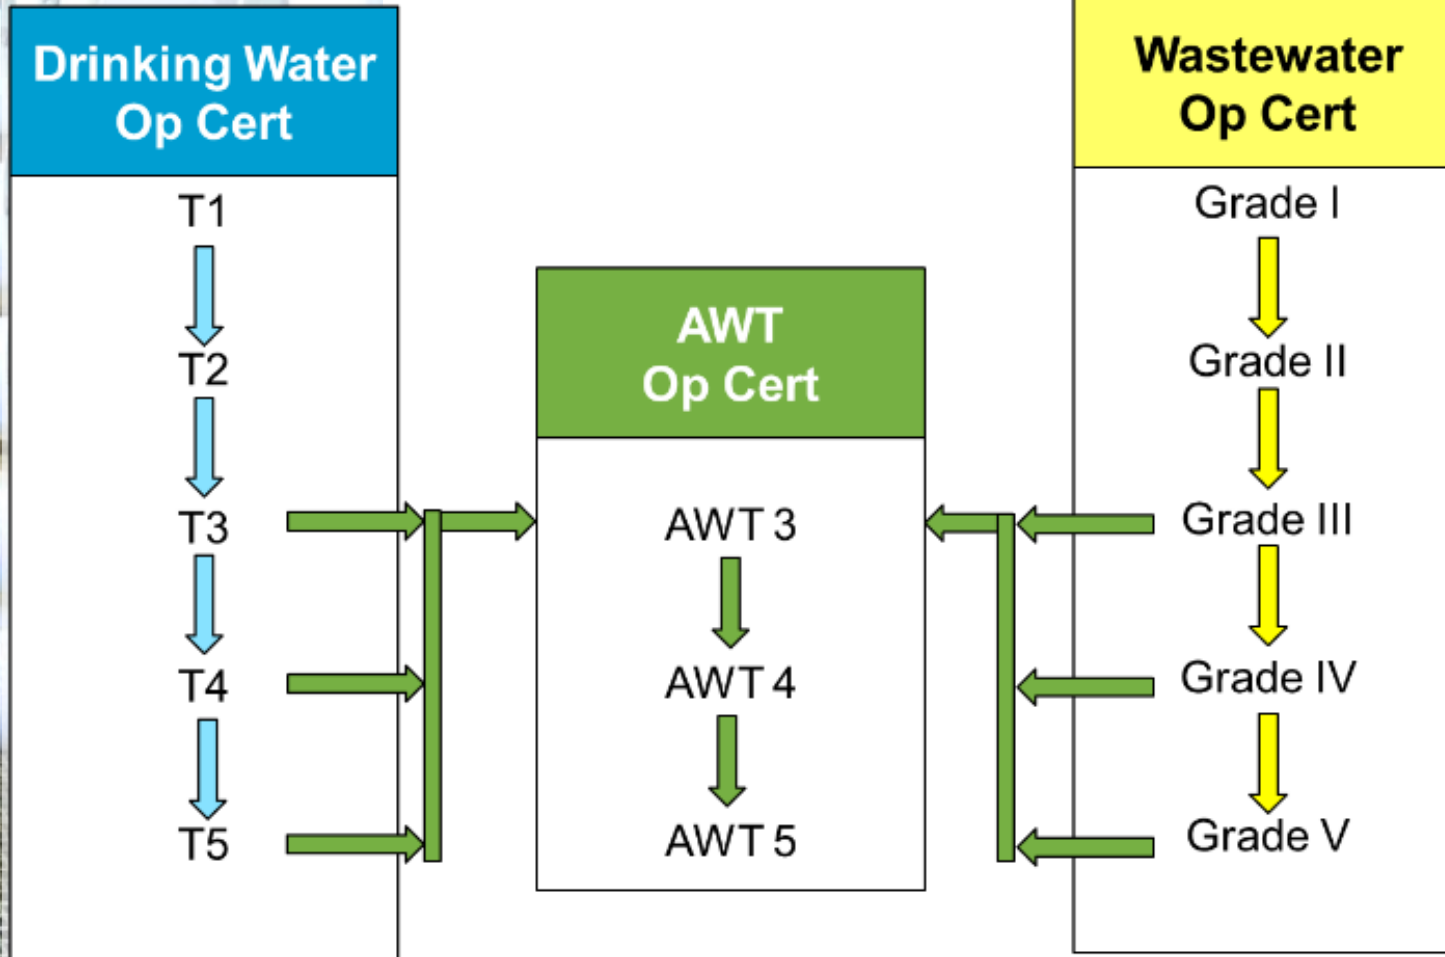 Drinking Water
Op Cert
T1
T2
T3
T4
T5
AWT
Op Cert
AWT 3
AWT 4
AWT 5
Wastewater
Op Cert
Grade I
Grade II
Grade III
Grade IV
Grade V